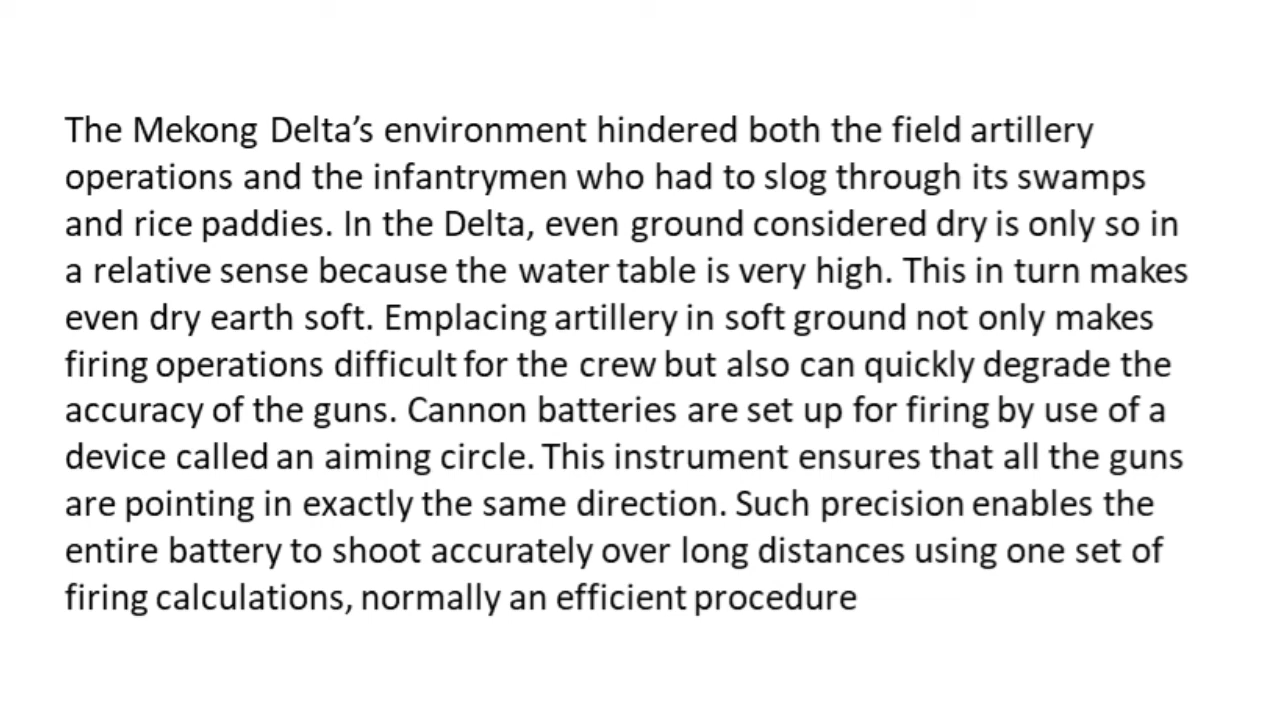 The Mekong Delta’s environment hindered both the field artillery
operations and the infantrymen who had to slog through its swamps
and rice paddies. In the Delta, even ground considered dry is only so in
a relative sense because the water table is very high. This in turn makes
even dry earth soft. Emplacing artillery in soft ground not only makes
firing operations difficult for the crew but also can quickly degrade the
accuracy of the guns. Cannon batteries are set up for firing by use of a
device called an aiming circle. This instrument ensures that all the guns
are pointing in exactly the same direction. Such precision enables the
entire battery to shoot accurately over long distances using one set of
firing calculations, normally an efficient procedure